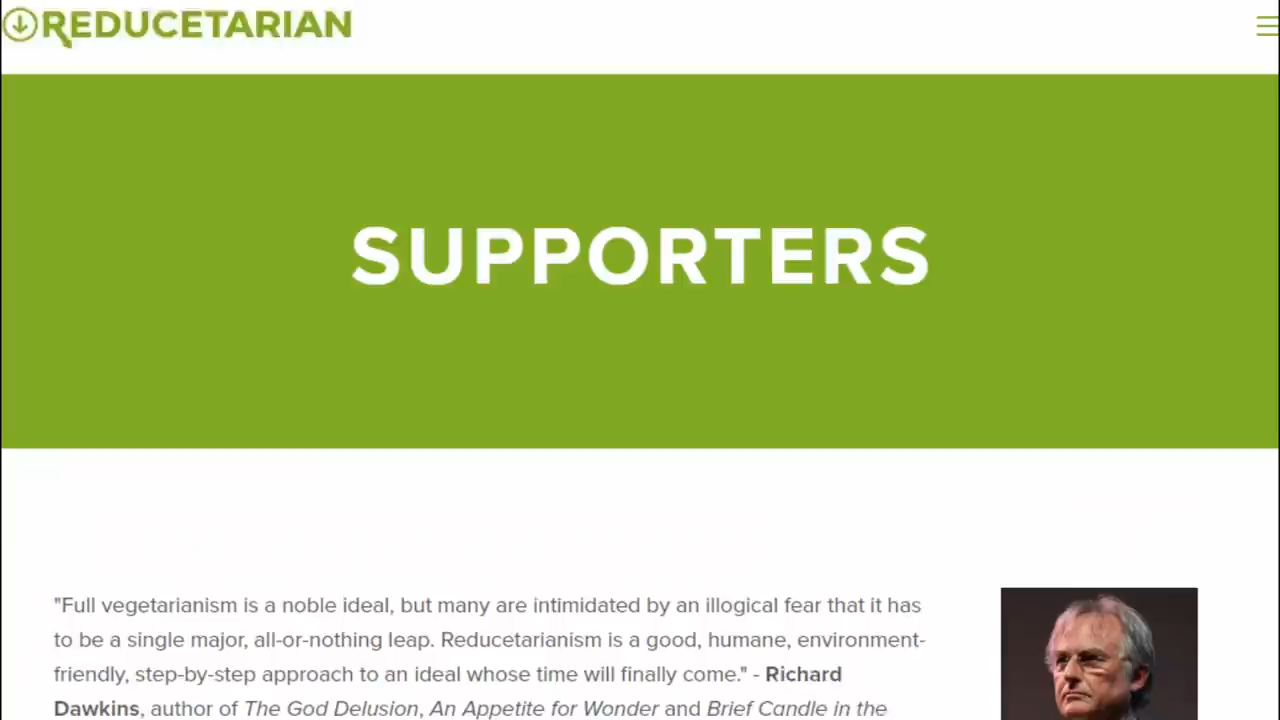 REDUCETARIAN
SUPPORTERS
"Full vegetarianism is a noble ideal, but many are intimidated by an illogical fear that it has
to be a single major, all-or-nothing leap. Reducetarianism is a good, humane, environment-
friendly, step-by-step approach to an ideal whose time will finally come." - Richard
Dawkins, author of The God Delusion, An Appetite for Wonder and Brief Candle in the